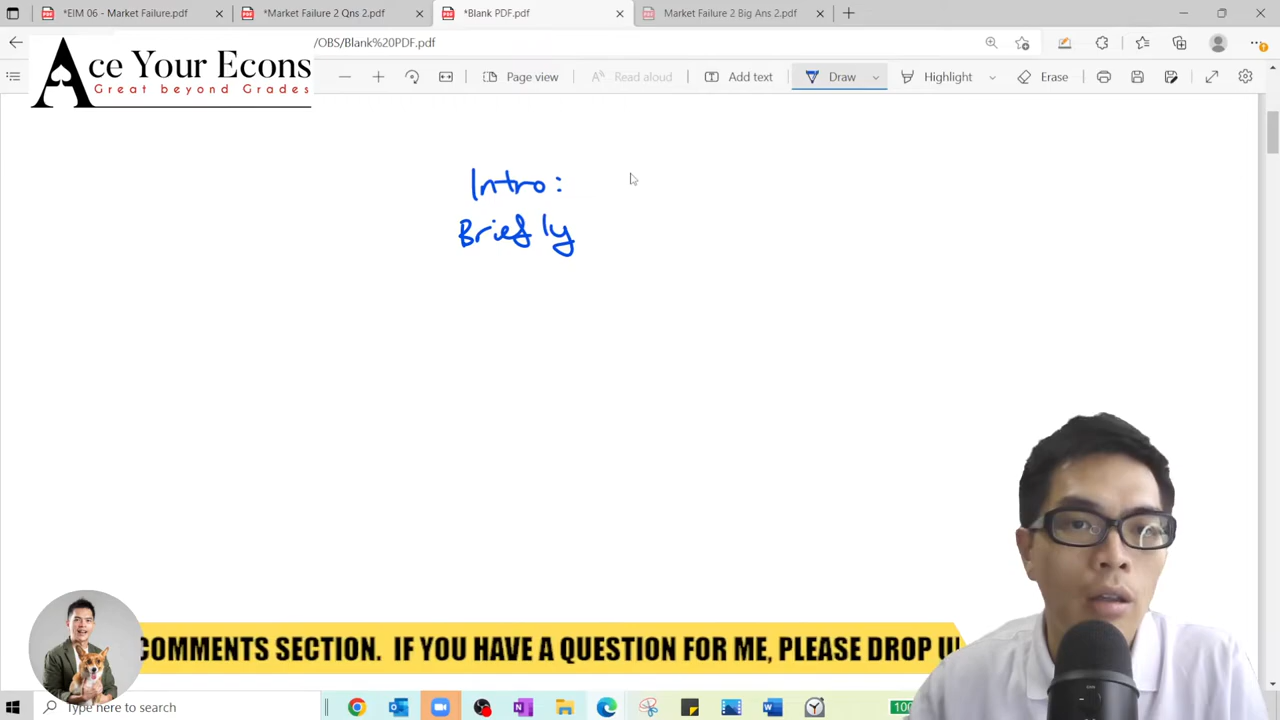 *EIM 06 - Market Failure.pdf
*Market Failure 2 Qns 2.pdf
*Blank PDF.pdf
Market Failure 2 Big Ans 2.pdf
/OBS/Blank%20PDF.pdf
Ace Your Econs
Great beyond Grades
Page view
Read aloud
Add text
Draw
Highlight
Erase
Intro:
Briefly
COMMENTS SECTION. IF YOU HAVE A QUESTION FOR ME, PLEASE DROP
Type here to search
100